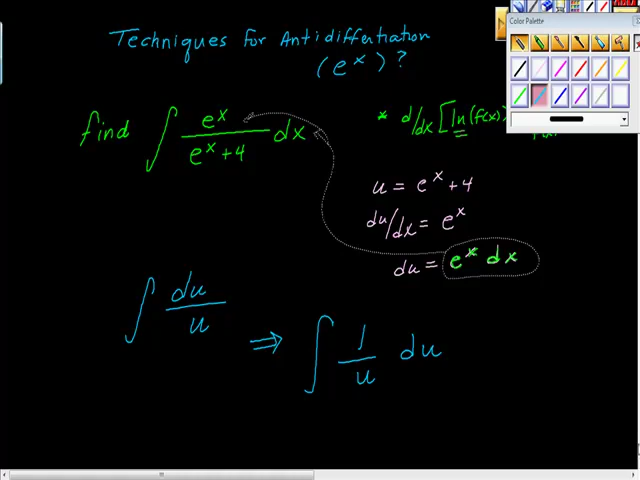 Techniques for Antidiffertiation
(e^x)?
Color Palette
find ∫ e^x / (e^x + 4) dx
* d/dx [ln(f(x)
u = e^x + 4
du/dx = e^x
du = e^x dx
∫ du/u ⇒ ∫ 1/u du